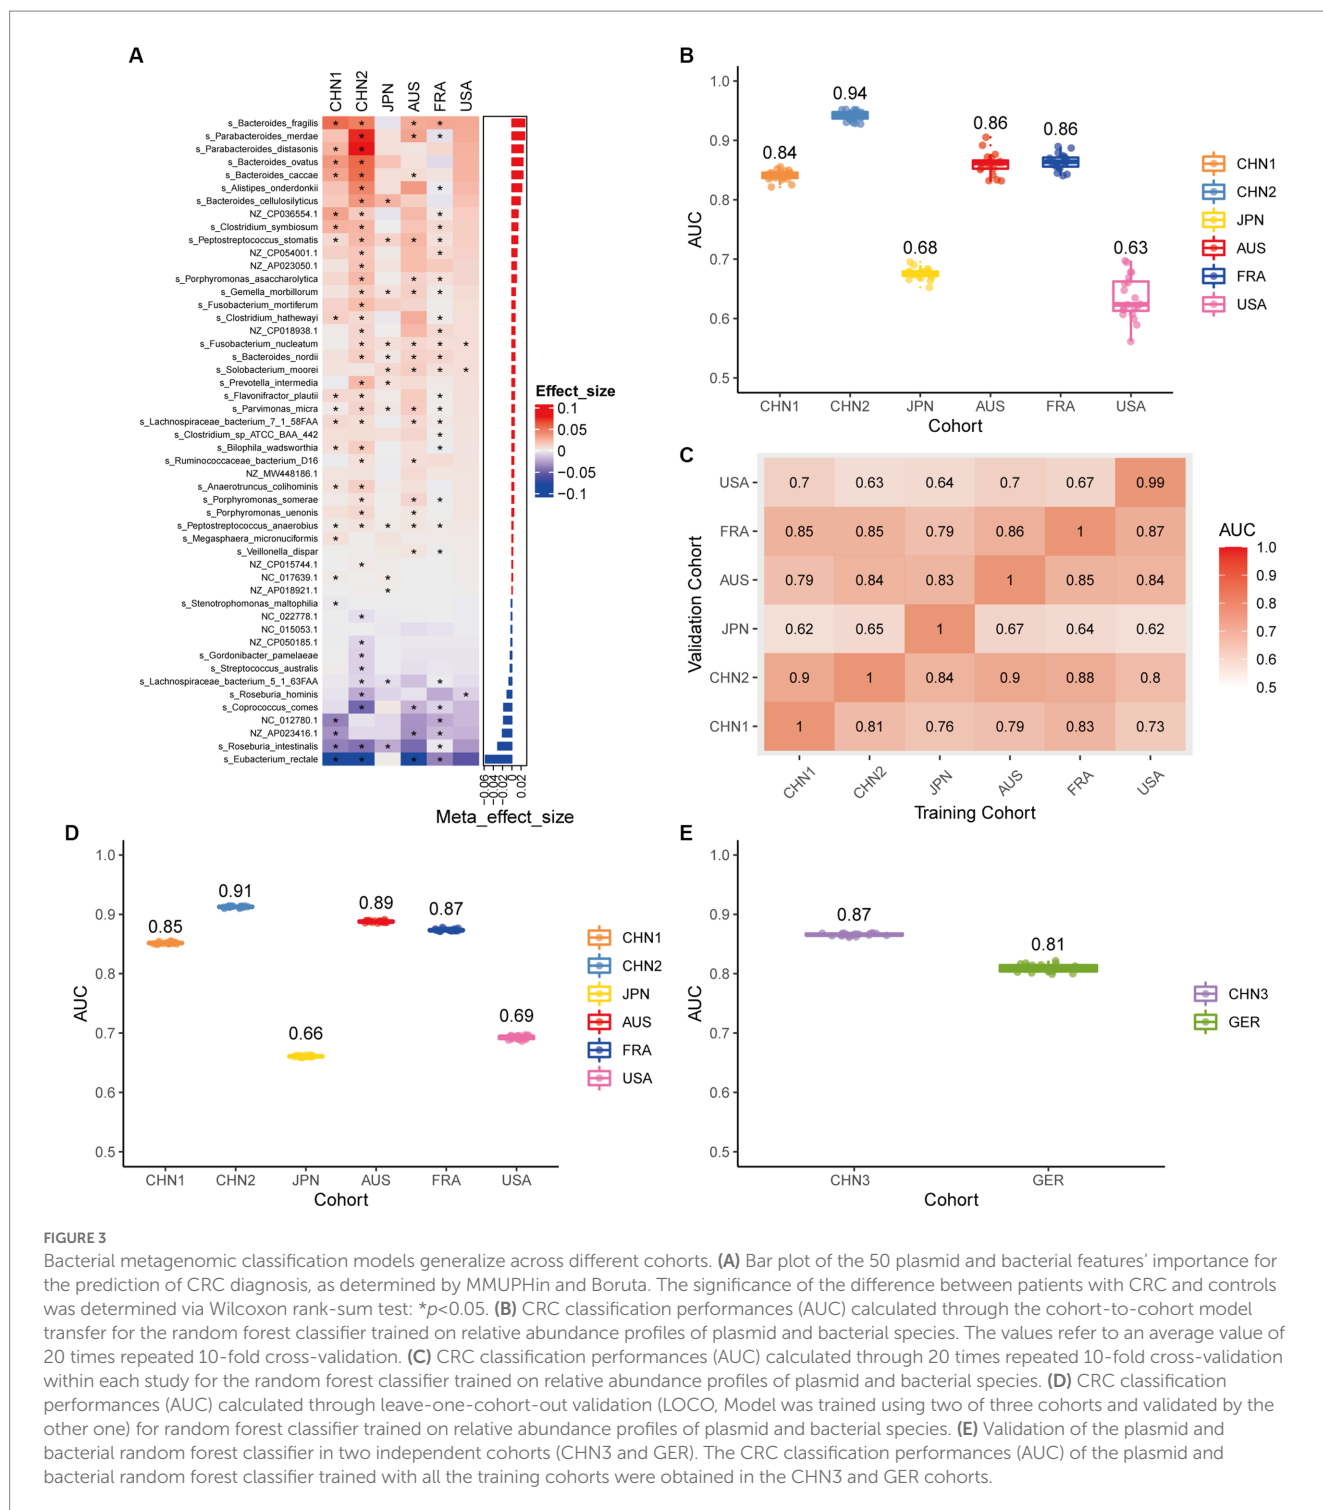 A
CHN1 CHN2 JPN AUS FRA USA
s_Bacteroides_fragilis
s_Parabacteroides_merdae
s_Parabacteroides_distasonis
s_Bacteroides_ovatus
s_Bacteroides_caccae
s_Alistipes_onderdonkii
s_Bacteroides_cellulosilyticus
NZ_CP036554.1
s_Clostridium_symbiosum
s_Peptostreptococcus_stomatis
NZ_CP054001.1
NZ_AP023050.1
s_Porphyromonas_asaccharolytica
s_Gemella_morbillorum
s_Fusobacterium_mortiferum
s_Clostridium_hathewayi
NZ_CP018938.1
s_Fusobacterium_nucleatum
s_Bacteroides_nordii
s_Solobacterium_moorei
s_Prevotella_intermedia
s_Flavonifractor_plautii
s_Parvimonas_micra
s_Lachnospiraceae_bacterium_7_1_58FAA
s_Clostridium_sp_ATCC_BAA_442
s_Bilophila_wadsworthia
s_Ruminococcaceae_bacterium_D16
NZ_MW448186.1
s_Anaerotruncus_colihominis
s_Porphyromonas_somerae
s_Porphyromonas_uenonis
s_Peptostreptococcus_anaerobius
s_Megasphaera_micronuciformis
s_Veillonella_dispar
NZ_CP015744.1
NC_017639.1
NZ_AP018921.1
s_Stenotrophomonas_maltophilia
NC_022778.1
NC_015053.1
NZ_CP050185.1
s_Gordonibacter_pamelaeae
s_Streptococcus_australis
s_Lachnospiraceae_bacterium_5_1_63FAA
s_Roseburia_hominis
s_Coprococcus_comes
NC_012780.1
NZ_AP023416.1
s_Roseburia_intestinalis
s_Eubacterium_rectale
-0.06 -0.04 -0.02 0 0.02
Meta_effect_size
Effect_size
0.1
0.05
0
−0.05
−0.1
B
AUC
1.0
0.9
0.8
0.7
0.6
0.5
0.84
0.94
0.68
0.86
0.86
0.63
CHN1 CHN2 JPN AUS FRA USA
Cohort
CHN1
CHN2
JPN
AUS
FRA
USA
C
Validation Cohort
USA 0.7 0.63 0.64 0.7 0.67 0.99
FRA 0.85 0.85 0.79 0.86 1 0.87
AUS 0.79 0.84 0.83 1 0.85 0.84
JPN 0.62 0.65 1 0.67 0.64 0.62
CHN2 0.9 1 0.84 0.9 0.88 0.8
CHN1 1 0.81 0.76 0.79 0.83 0.73
CHN1 CHN2 JPN AUS FRA USA
Training Cohort
AUC
1.0
0.9
0.8
0.7
0.6
0.5
D
AUC
1.0
0.9
0.8
0.7
0.6
0.5
0.85
0.91
0.66
0.89
0.87
0.69
CHN1 CHN2 JPN AUS FRA USA
Cohort
CHN1
CHN2
JPN
AUS
FRA
USA
E
AUC
1.0
0.9
0.8
0.7
0.6
0.5
0.87
0.81
CHN3 GER
Cohort
CHN3
GER
FIGURE 3
Bacterial metagenomic classification models generalize across different cohorts. (A) Bar plot of the 50 plasmid and bacterial features' importance for
the prediction of CRC diagnosis, as determined by MMUPHin and Boruta. The significance of the difference between patients with CRC and controls
was determined via Wilcoxon rank-sum test: *p<0.05. (B) CRC classification performances (AUC) calculated through the cohort-to-cohort model
transfer for the random forest classifier trained on relative abundance profiles of plasmid and bacterial species. The values refer to an average value of
20 times repeated 10-fold cross-validation. (C) CRC classification performances (AUC) calculated through 20 times repeated 10-fold cross-validation
within each study for the random forest classifier trained on relative abundance profiles of plasmid and bacterial species. (D) CRC classification
performances (AUC) calculated through leave-one-cohort-out validation (LOCO, Model was trained using two of three cohorts and validated by the
other one) for random forest classifier trained on relative abundance profiles of plasmid and bacterial species. (E) Validation of the plasmid and
bacterial random forest classifier in two independent cohorts (CHN3 and GER). The CRC classification performances (AUC) of the plasmid and
bacterial random forest classifier trained with all the training cohorts were obtained in the CHN3 and GER cohorts.